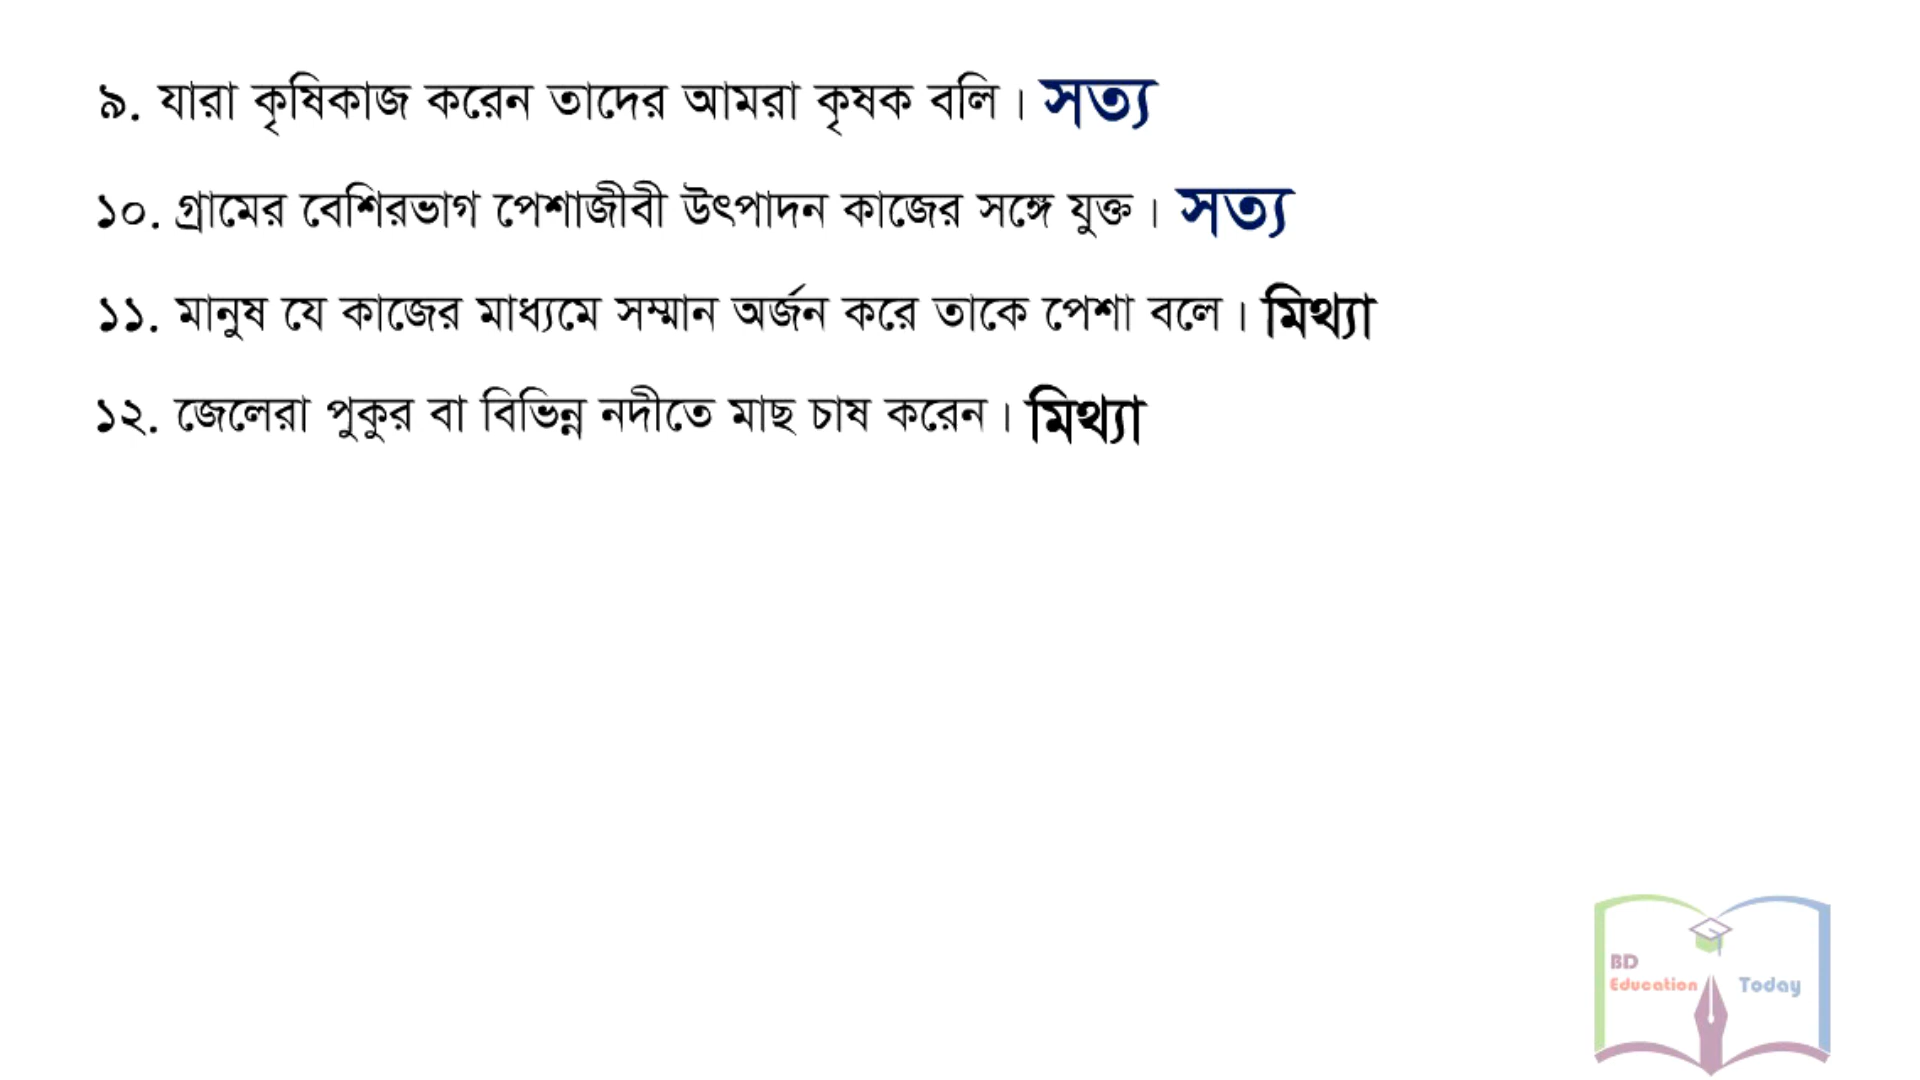 ৯. যারা কৃষিকাজ করেন তাদের আমরা কৃষক বলি। সত্য
১০. গ্রামের বেশিরভাগ পেশাজীবী উৎপাদন কাজের সঙ্গে যুক্ত। সত্য
১১. মানুষ যে কাজের মাধ্যমে সম্মান অর্জন করে তাকে পেশা বলে। মিথ্যা
১২. জেলেরা পুকুর বা বিভিন্ন নদীতে মাছ চাষ করেন। মিথ্যা
BD
Education Today